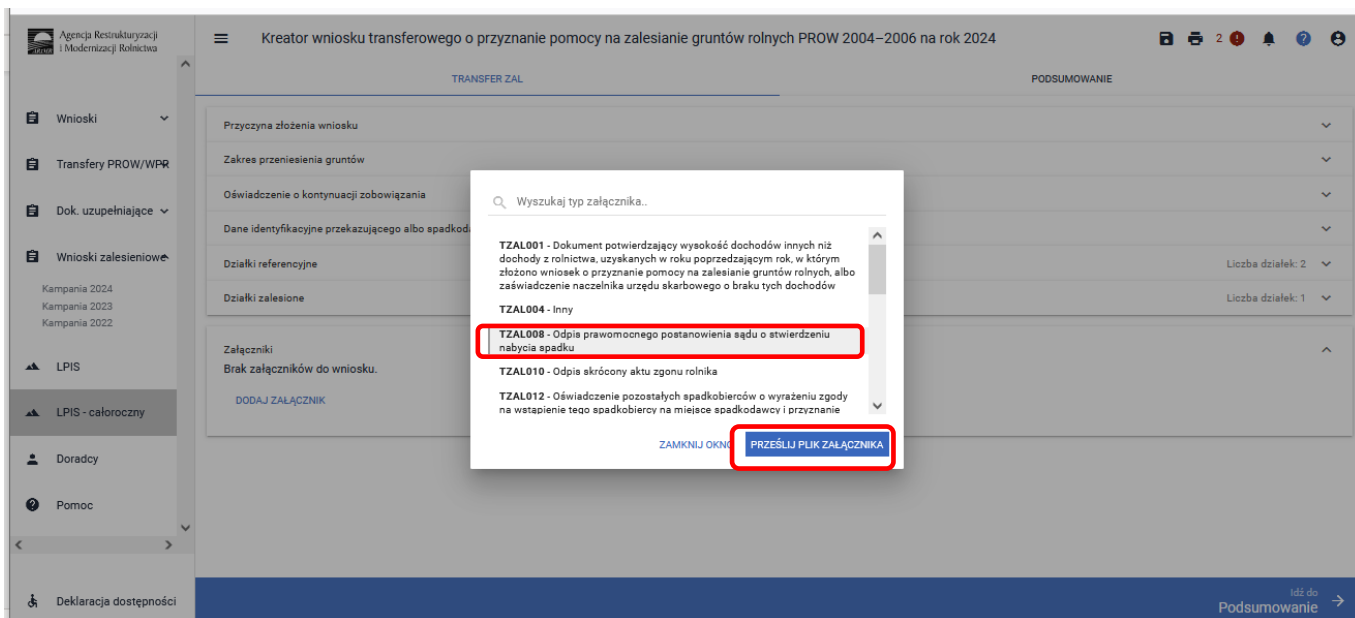 Agencja Restrukturyzacji
i Modernizacji Rolnictwa
Kreator wniosku transferowego o przyznanie pomocy na zalesianie gruntów rolnych PROW 2004–2006 na rok 2024
2
TRANSFER ZAL
PODSUMOWANIE
Wnioski
Transfery PROW/WPR
Dok. uzupełniające
Wnioski zalesieniowe
Kampania 2024
Kampania 2023
Kampania 2022
LPIS
LPIS - całoroczny
Doradcy
Pomoc
Deklaracja dostępności
Przyczyna złożenia wniosku
Zakres przeniesienia gruntów
Oświadczenie o kontynuacji zobowiązania
Dane identyfikacyjne przekazującego albo spadkod
Działki referencyjne
Liczba działek: 2
Działki zalesione
Liczba działek: 1
Załączniki
Brak załączników do wniosku.
DODAJ ZAŁĄCZNIK
Wyszukaj typ załącznika..
TZAL001 - Dokument potwierdzający wysokość dochodów innych niż
dochody z rolnictwa, uzyskanych w roku poprzedzającym rok, w którym
złożono wniosek o przyznanie pomocy na zalesianie gruntów rolnych, albo
zaświadczenie naczelnika urzędu skarbowego o braku tych dochodów
TZAL004 - Inny
TZAL008 - Odpis prawomocnego postanowienia sądu o stwierdzeniu
nabycia spadku
TZAL010 - Odpis skrócony aktu zgonu rolnika
TZAL012 - Oświadczenie pozostałych spadkobierców o wyrażeniu zgody
na wstąpienie tego spadkobiercy na miejsce spadkodawcy i przyznanie
ZAMKNIJ OKNO
PRZEŚLIJ PLIK ZAŁĄCZNIKA
Idź do
Podsumowanie